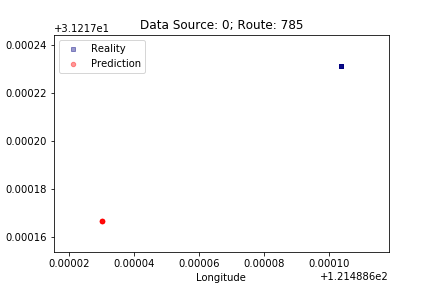 Data Source: 0; Route: 785
+3.1217e1
Reality
Prediction
0.00024
0.00022
0.00020
0.00018
0.00016
0.00002 0.00004 0.00006 0.00008 0.00010
+1.214886e2
Longitude